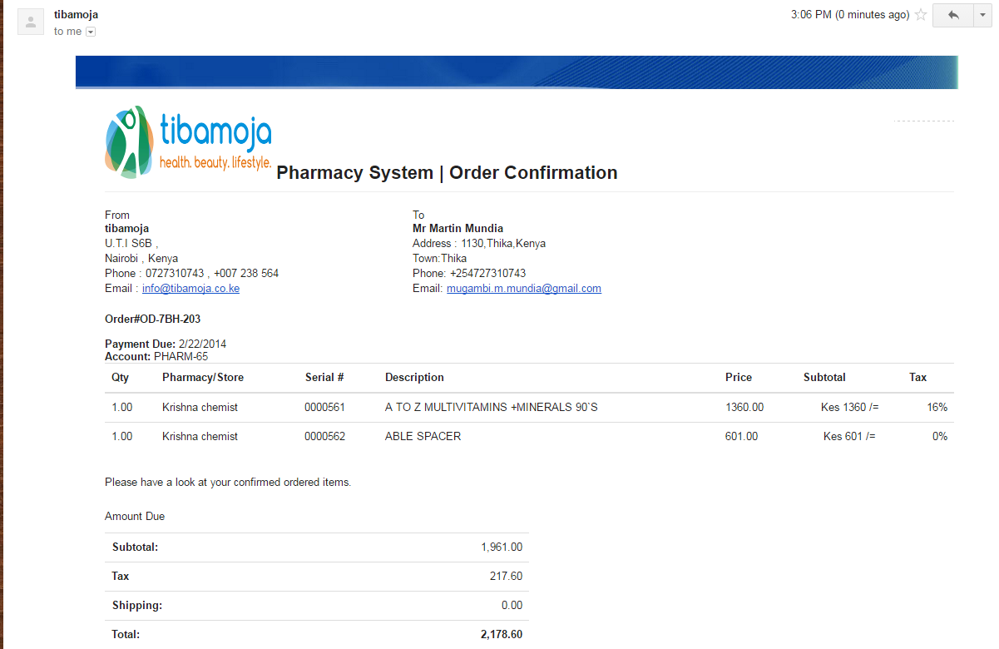 tibamoja
3:06 PM (0 minutes ago)
to me
tibamoja
health. beauty. lifestyle.
Pharmacy System | Order Confirmation
From
tibamoja
U.T.I S6B ,
Nairobi , Kenya
Phone : 0727310743 , +007 238 564
Email : info@tibamoja.co.ke
To
Mr Martin Mundia
Address : 1130,Thika,Kenya
Town:Thika
Phone: +254727310743
Email: mugambi.m.mundia@gmail.com
Order#OD-7BH-203
Payment Due: 2/22/2014
Account: PHARM-65
Qty Pharmacy/Store Serial # Description Price Subtotal Tax
1.00 Krishna chemist 0000561 A TO Z MULTIVITAMINS +MINERALS 90`S 1360.00 Kes 1360 /= 16%
1.00 Krishna chemist 0000562 ABLE SPACER 601.00 Kes 601 /= 0%
Please have a look at your confirmed ordered items.
Amount Due
Subtotal: 1,961.00
Tax 217.60
Shipping: 0.00
Total: 2,178.60